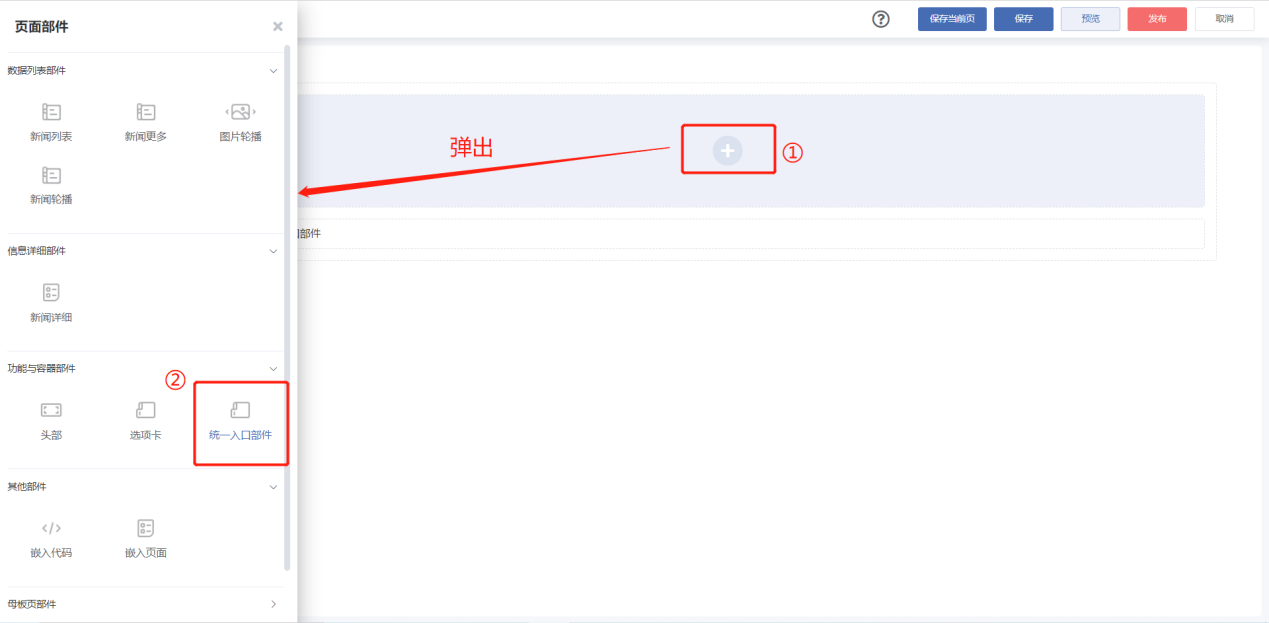 页面部件
保存当前页 保存 预览 发布 取消
数据列表部件
新闻列表 新闻更多 图片轮播
弹出
①
新闻轮播
部件
信息详细部件
新闻详细
功能与容器部件
②
头部 选项卡 统一入口部件
其他部件
嵌入代码 嵌入页面
母板页部件